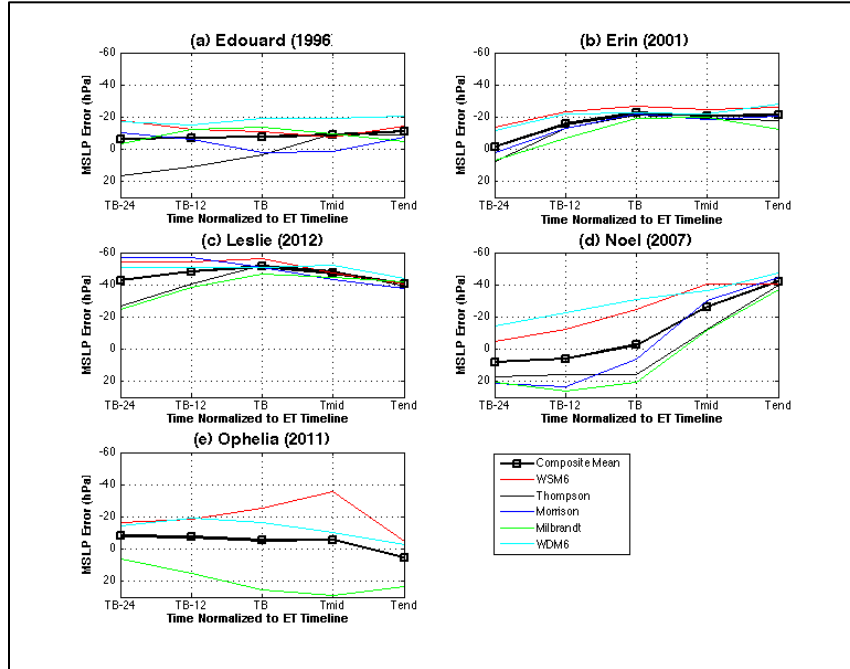 (a) Edouard (1996
MSLP Error (hPa)
-60
-40
-20
0
20
TB-24 TB-12 TB Tmid Tend
Time Normalized to ET Timeline
(b) Erin (2001)
MSLP Error (hPa)
-60
-40
-20
0
20
TB-24 TB-12 TB Tmid Tend
Time Normalized to ET Timeline
(c) Leslie (2012)
MSLP Error (hPa)
-60
-40
-20
0
20
TB-24 TB-12 TB Tmid Tend
Time Normalized to ET Timeline
(d) Noel (2007)
MSLP Error (hPa)
-60
-40
-20
0
20
TB-24 TB-12 TB Tmid Tend
Time Normalized to ET Timeline
(e) Ophelia (2011)
MSLP Error (hPa)
-60
-40
-20
0
20
TB-24 TB-12 TB Tmid Tend
Time Normalized to ET Timeline
Composite Mean
WSM6
Thompson
Morrison
Milbrandt
WDM6